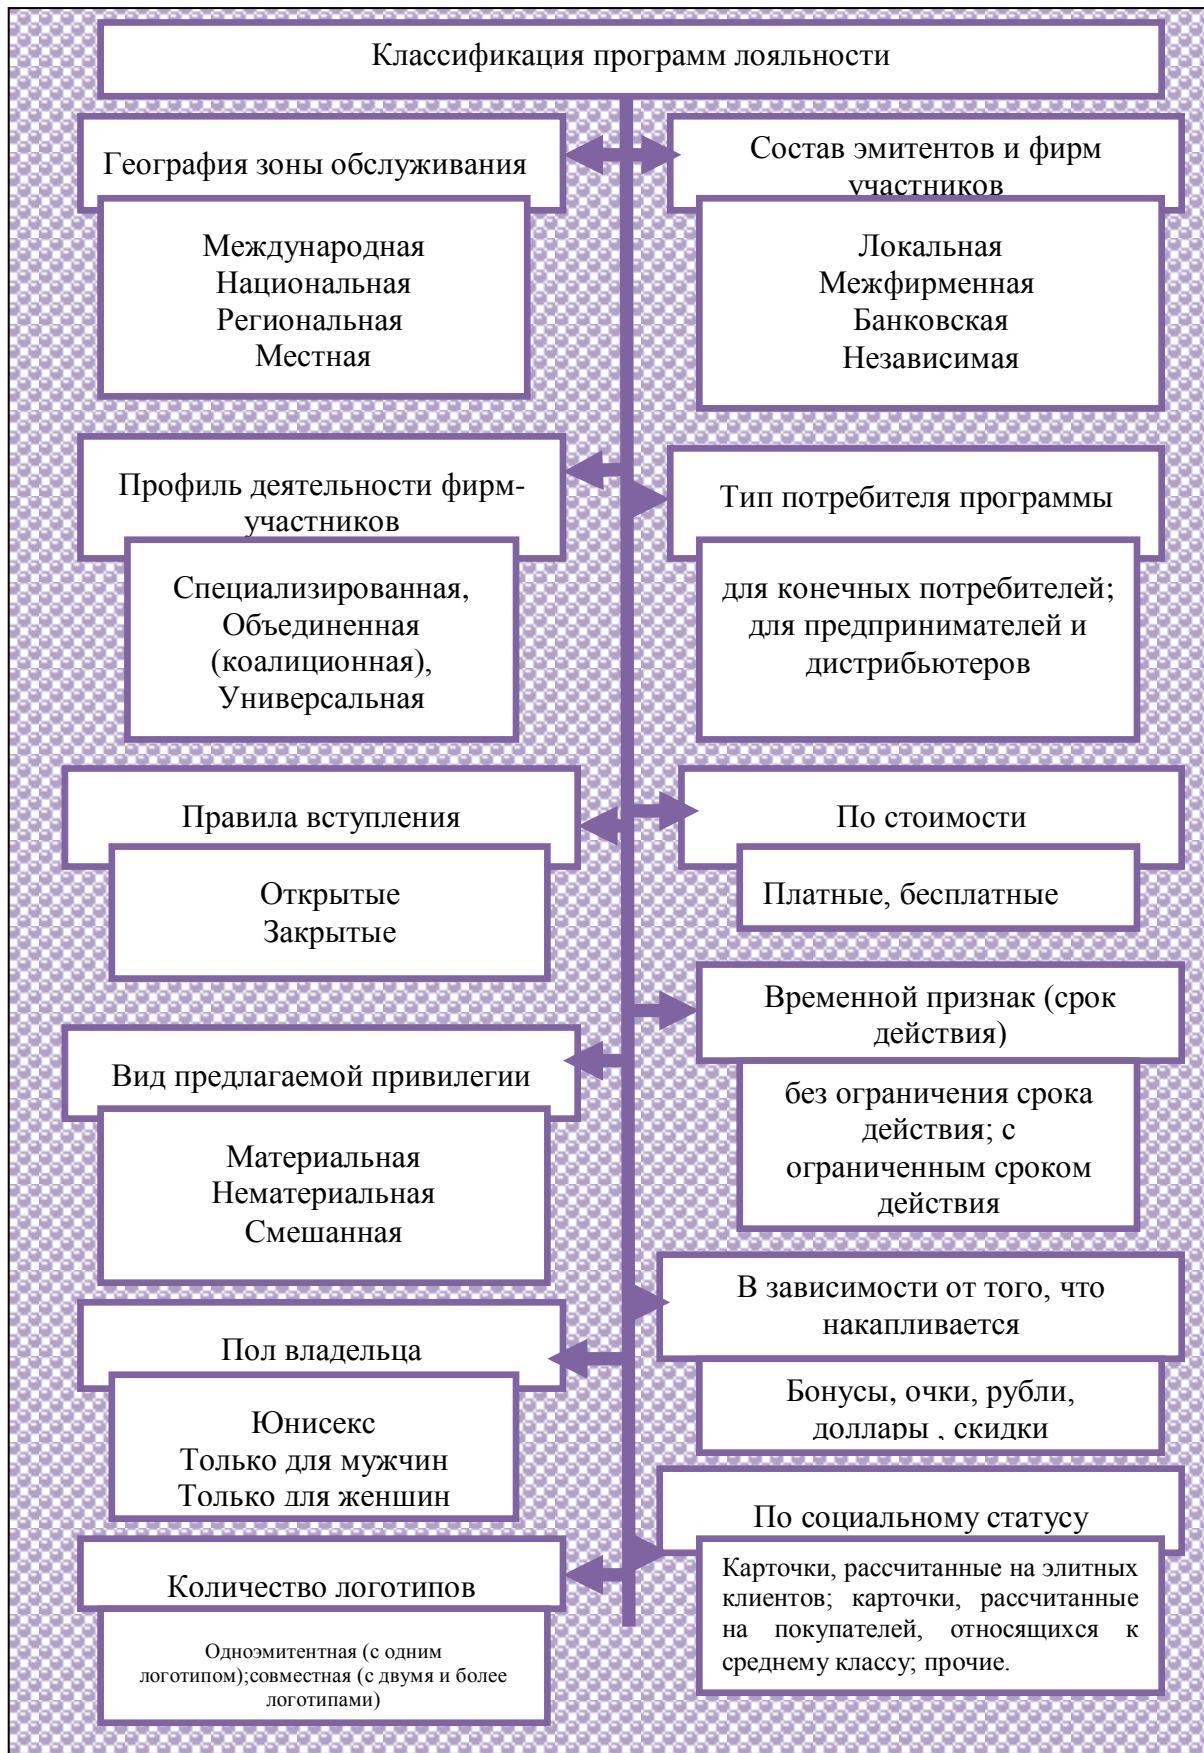 Классификация программ лояльности
География зоны обслуживания
Международная
Национальная
Региональная
Местная
Состав эмитентов и фирм
участников
Локальная
Межфирменная
Банковская
Независимая
Профиль деятельности фирм-
участников
Специализированная,
Объединенная
(коалиционная),
Универсальная
Тип потребителя программы
для конечных потребителей;
для предпринимателей и
дистрибьютеров
Правила вступления
Открытые
Закрытые
По стоимости
Платные, бесплатные
Вид предлагаемой привилегии
Материальная
Нематериальная
Смешанная
Временной признак (срок
действия)
без ограничения срока
действия; с
ограниченным сроком
действия
Пол владельца
Юнисекс
Только для мужчин
Только для женщин
В зависимости от того, что
накапливается
Бонусы, очки, рубли,
доллары , скидки
Количество логотипов
Одноэмитентная (с одним
логотипом);совместная (с двумя и более
логотипами)
По социальному статусу
Карточки, рассчитанные на элитных
клиентов; карточки, рассчитанные
на покупателей, относящихся к
среднему классу; прочие.